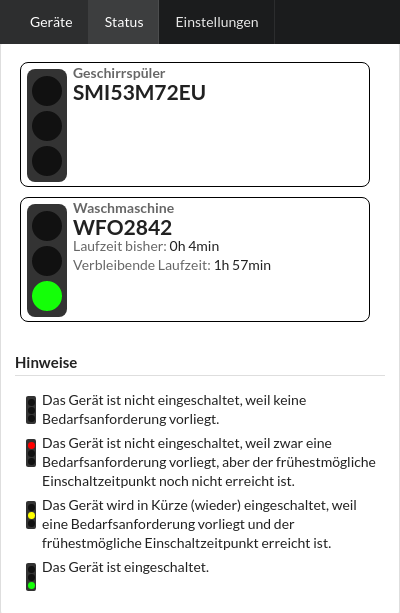 Geräte Status Einstellungen
Geschirrspüler
SMI53M72EU
Waschmaschine
WFO2842
Laufzeit bisher: 0h 4min
Verbleibende Laufzeit: 1h 57min
Hinweise
Das Gerät ist nicht eingeschaltet, weil keine
Bedarfsanforderung vorliegt.
Das Gerät ist nicht eingeschaltet, weil zwar eine
Bedarfsanforderung vorliegt, aber der frühestmögliche
Einschaltzeitpunkt noch nicht erreicht ist.
Das Gerät wird in Kürze (wieder) eingeschaltet, weil
eine Bedarfsanforderung vorliegt und der
frühestmögliche Einschaltzeitpunkt erreicht ist.
Das Gerät ist eingeschaltet.